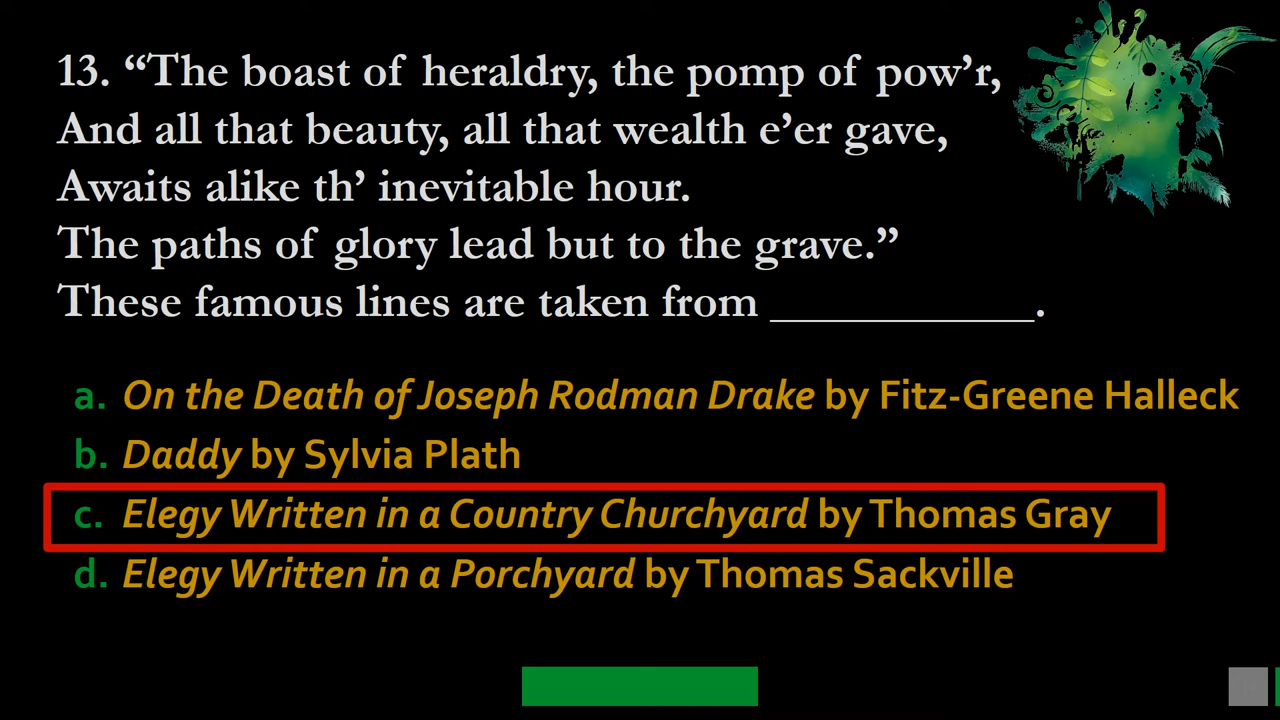 13. “The boast of heraldry, the pomp of pow’r,
And all that beauty, all that wealth e’er gave,
Awaits alike th’ inevitable hour.
The paths of glory lead but to the grave.”
These famous lines are taken from ____________.
a. On the Death of Joseph Rodman Drake by Fitz-Greene Halleck
b. Daddy by Sylvia Plath
c. Elegy Written in a Country Churchyard by Thomas Gray
d. Elegy Written in a Porchyard by Thomas Sackville